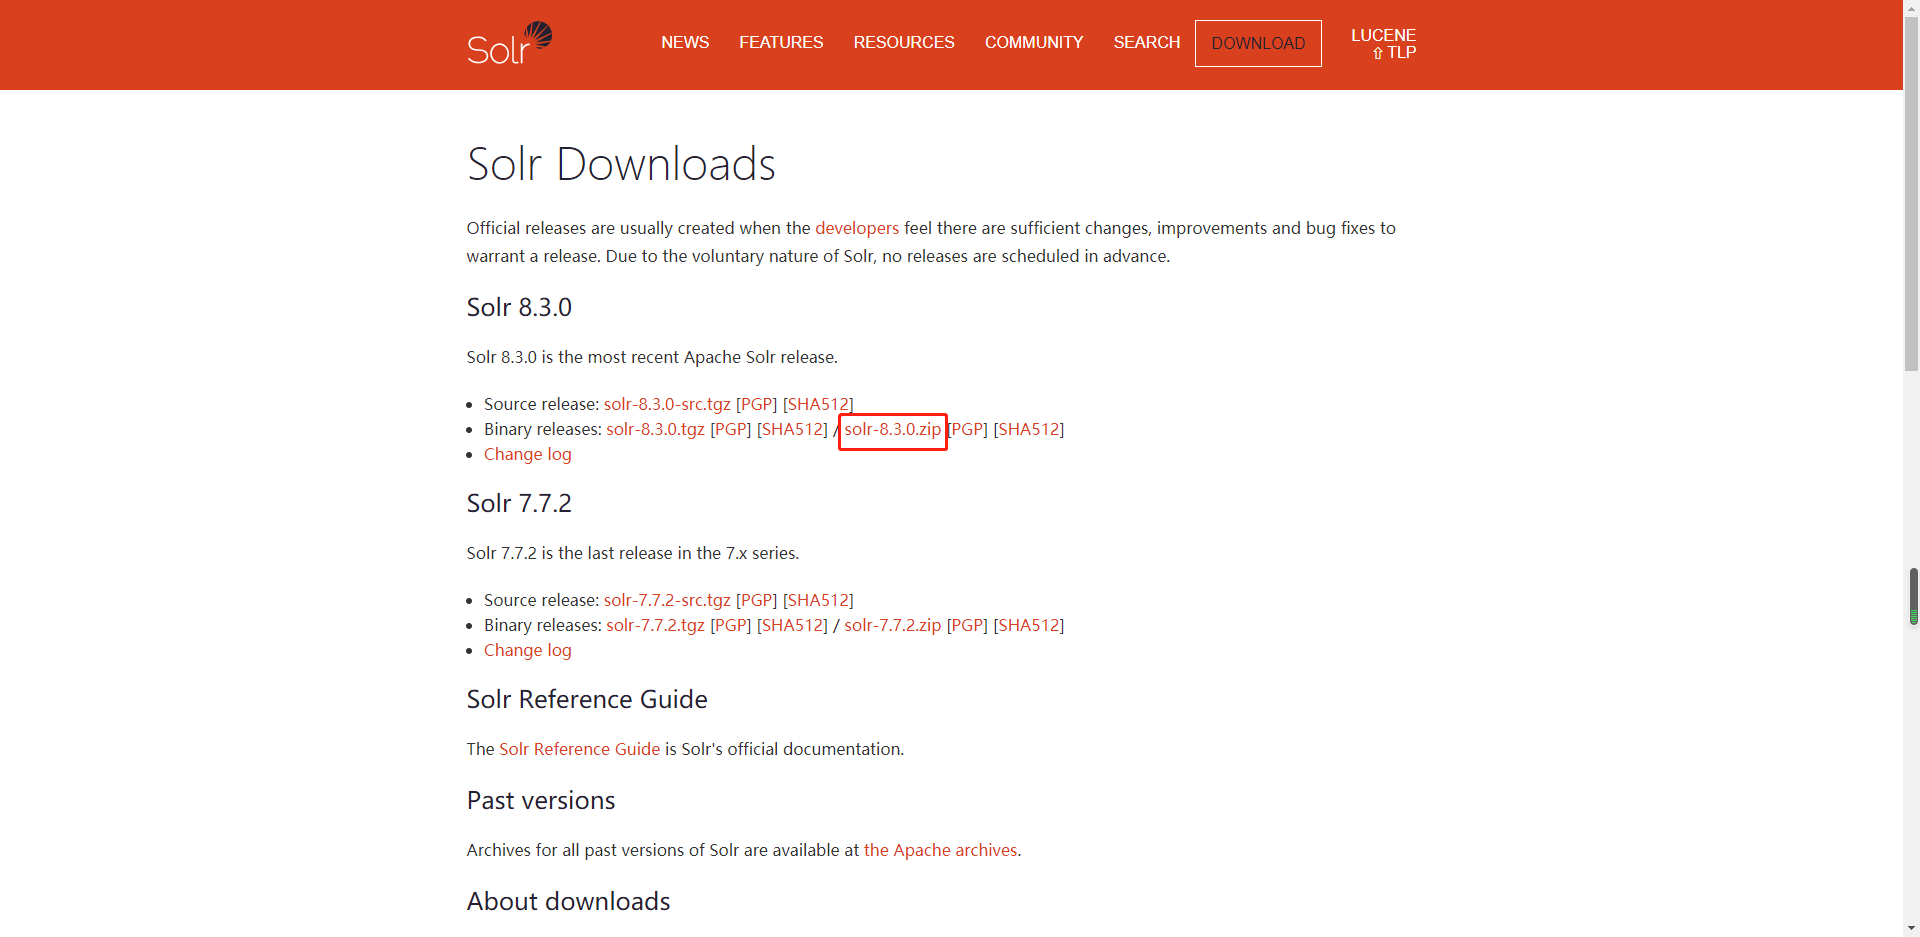 Solr
NEWS FEATURES RESOURCES COMMUNITY SEARCH DOWNLOAD LUCENE
⇧ TLP
Solr Downloads
Official releases are usually created when the developers feel there are sufficient changes, improvements and bug fixes to
warrant a release. Due to the voluntary nature of Solr, no releases are scheduled in advance.
Solr 8.3.0
Solr 8.3.0 is the most recent Apache Solr release.
• Source release: solr-8.3.0-src.tgz [PGP] [SHA512]
• Binary releases: solr-8.3.0.tgz [PGP] [SHA512] / solr-8.3.0.zip [PGP] [SHA512]
• Change log
Solr 7.7.2
Solr 7.7.2 is the last release in the 7.x series.
• Source release: solr-7.7.2-src.tgz [PGP] [SHA512]
• Binary releases: solr-7.7.2.tgz [PGP] [SHA512] / solr-7.7.2.zip [PGP] [SHA512]
• Change log
Solr Reference Guide
The Solr Reference Guide is Solr's official documentation.
Past versions
Archives for all past versions of Solr are available at the Apache archives.
About downloads